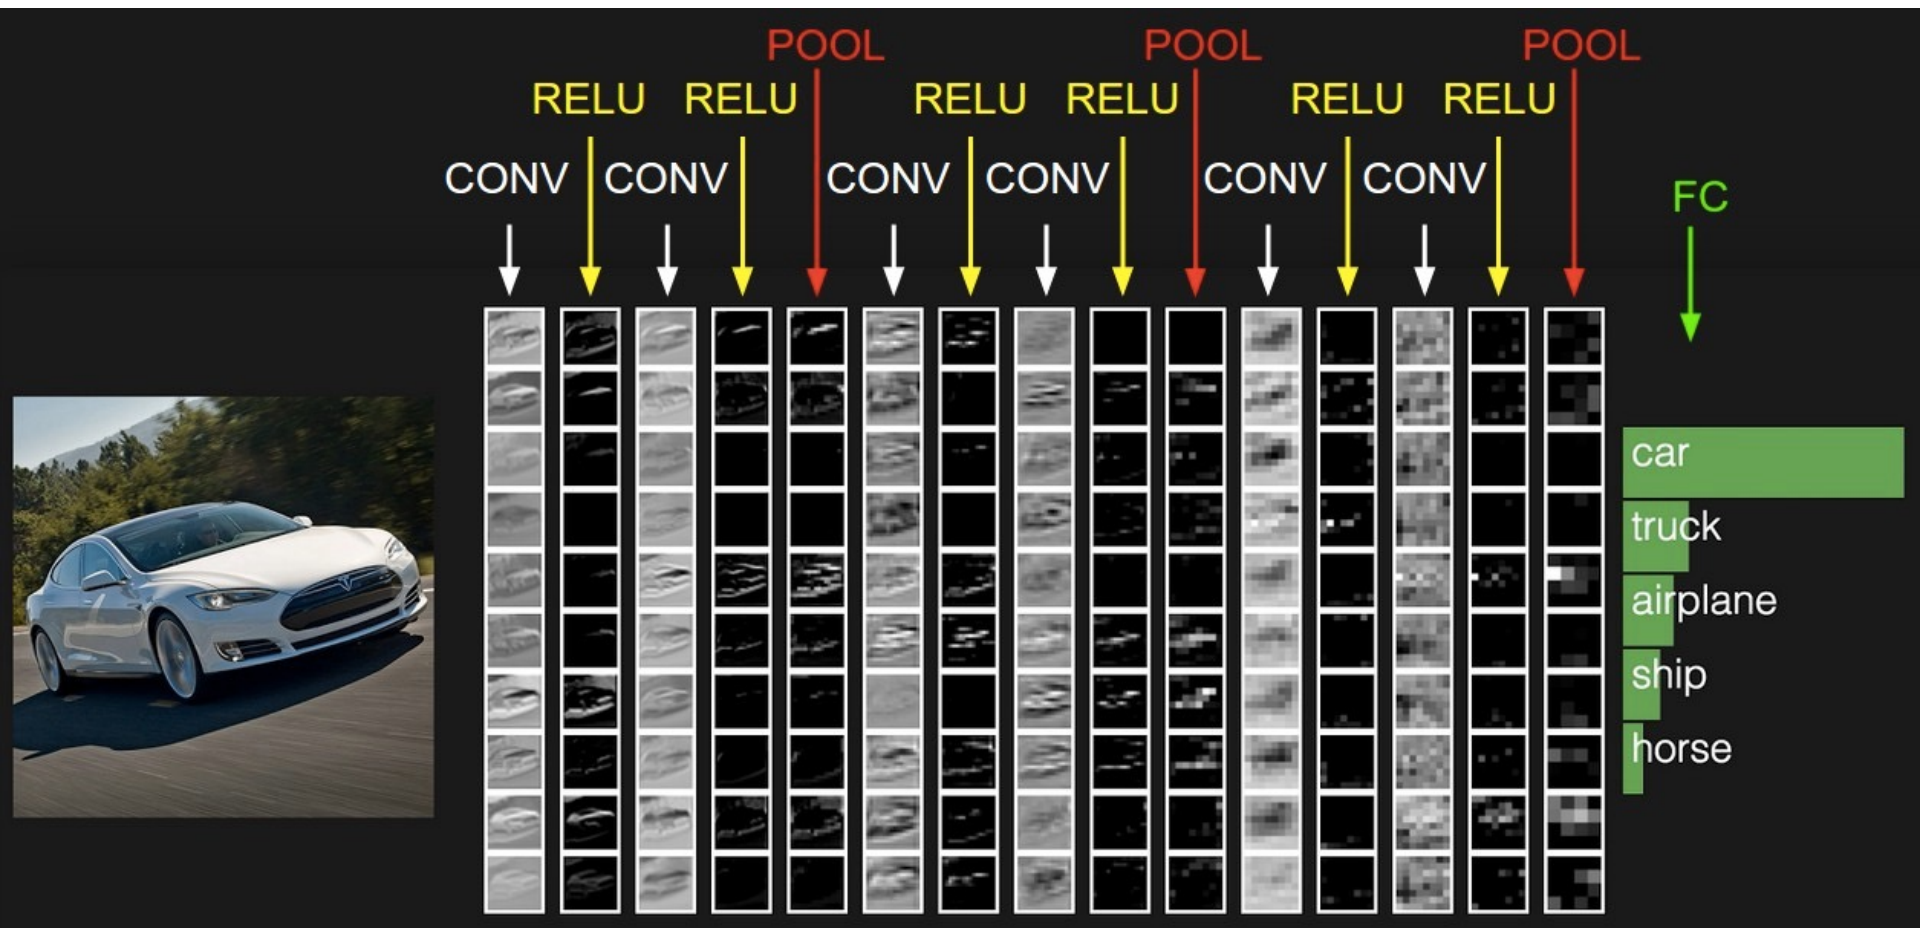 POOL POOL POOL
RELU RELU RELU RELU RELU RELU
CONV CONV CONV CONV CONV CONV
FC
car
truck
airplane
ship
horse